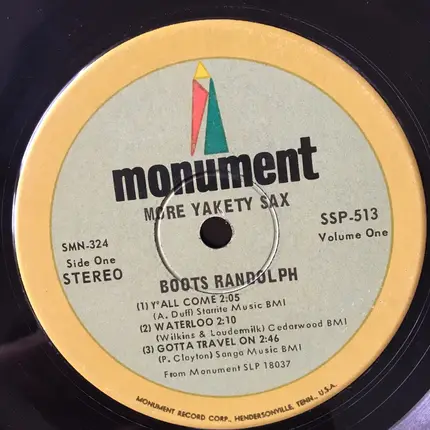 monument
MORE YAKETY SAX
SMN-324
Side One
STEREO
SSP-513
Volume One
BOOTS RANDOLPH
(1) Y'ALL COME 2:05
(A. Duff) Starrite Music BMI
(2) WATERLOO 2:10
(Wilkins & Loudermilk) Cedarwood BMI
(3) GOTTA TRAVEL ON 2:46
(P. Clayton) Sanga Music BMI
From Monument SLP 18037
MONUMENT RECORD CORP., HENDERSONVILLE, TENN., U.S.A.